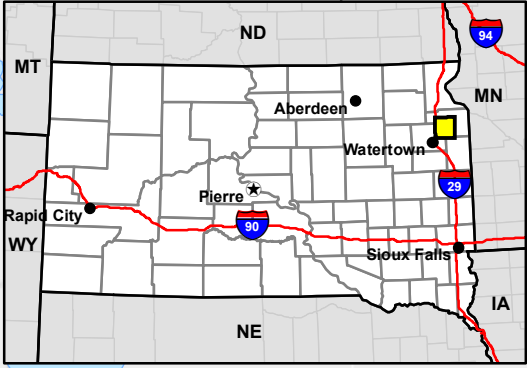 ND
94
MT
MN
Aberdeen
Watertown
29
Pierre
Rapid City
90
WY
Sioux Falls
IA
NE